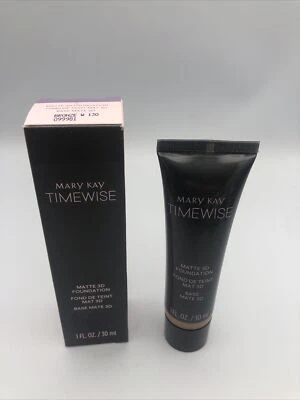 MARY KAY
TIMEWISE
MATTE 3D
FOUNDATION
FOND DE TEINT
MAT 3D
BASE MATE 3D
1 FL. OZ. / 30 mL
MARY KAY
TIMEWISE
MATTE 3D
FOUNDATION
FOND DE TEINT
MAT 3D
BASE
MATE 3D
1 FL. OZ. / 30 mL